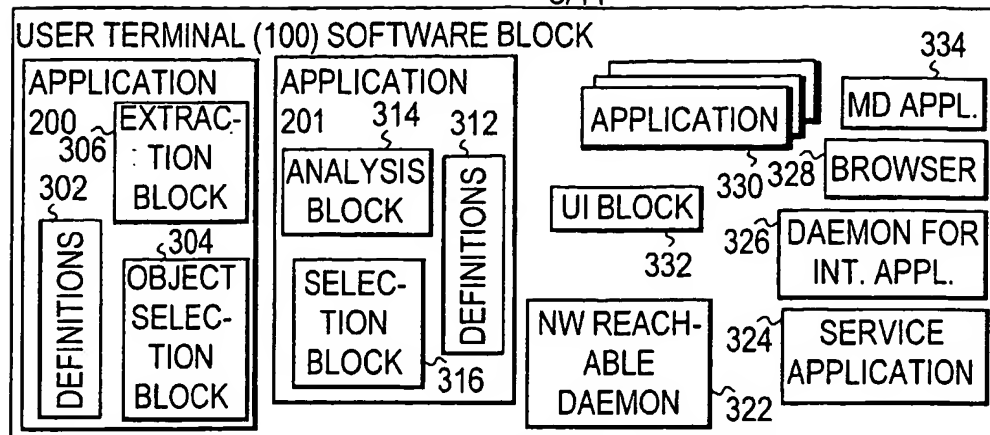 USER TERMINAL (100) SOFTWARE BLOCK
APPLICATION
200
306
EXTRAC-
TION
BLOCK
302
DEFINITIONS
304
OBJECT
SELEC-
TION
BLOCK
APPLICATION
201
314
312
ANALYSIS
BLOCK
DEFINITIONS
SELEC-
TION
BLOCK
316
APPLICATION
330
334
MD APPL.
328
BROWSER
UI BLOCK
332
326
DAEMON FOR
INT. APPL.
NW REACH-
ABLE
DAEMON
322
324
SERVICE
APPLICATION